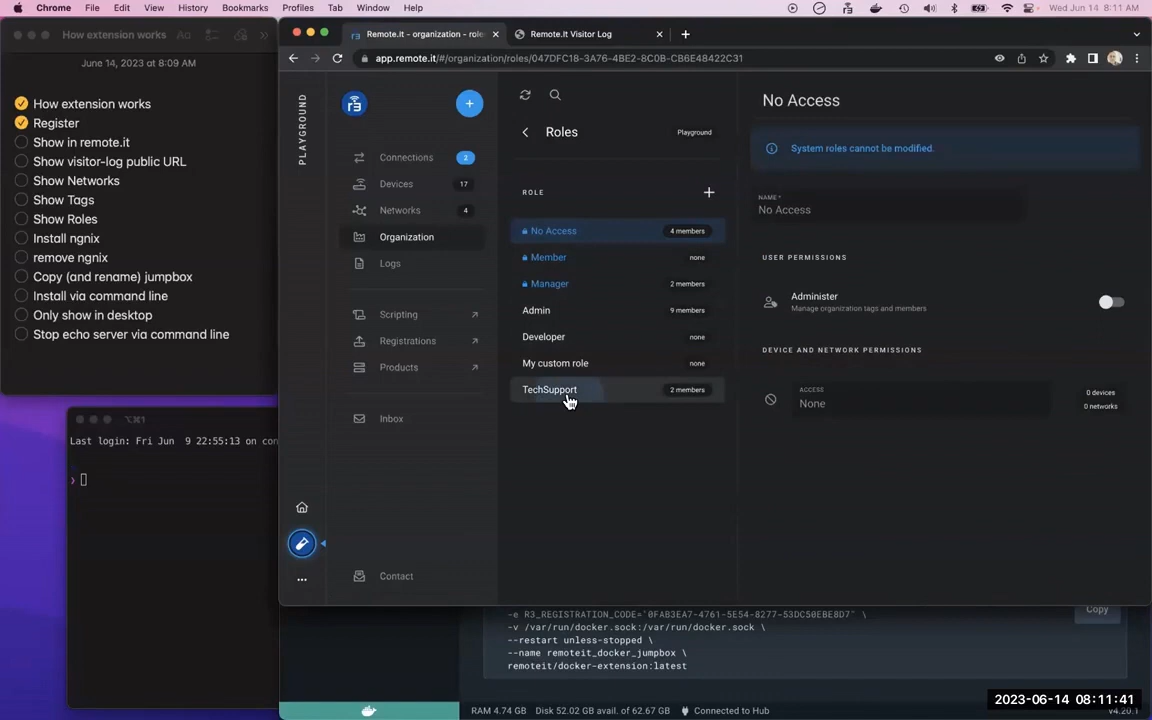 Chrome File Edit View History Bookmarks Profiles Tab Window Help Wed Jun 14 8:11 AM
How extension works Aa
June 14, 2023 at 8:09 AM
How extension works
Register
Show in remote.it
Show visitor-log public URL
Show Networks
Show Tags
Show Roles
Install ngnix
remove ngnix
Copy (and rename) jumpbox
Install via command line
Only show in desktop
Stop echo server via command line
⌥⌘1
Last login: Fri Jun 9 22:55:13 on con
Remote.It - organization - role
Remote.It Visitor Log
app.remote.it/#/organization/roles/047DFC18-3A76-4BE2-8C0B-CB6E48422C31
PLAYGROUND
r3
Connections 2
Devices 17
Networks 4
Organization
Logs
Scripting
Registrations
Products
Inbox
Contact
Roles Playground
ROLE
No Access 4 members
Member none
Manager 2 members
Admin 9 members
Developer none
My custom role none
TechSupport 2 members
No Access
System roles cannot be modified.
NAME *
No Access
USER PERMISSIONS
Administer
Manage organization tags and members
DEVICE AND NETWORK PERMISSIONS
ACCESS
None
0 devices
0 networks
-e R3_REGISTRATION_CODE="0FAB3EA7-4761-5E54-8277-53DC50EBE8D7" \
-v /var/run/docker.sock:/var/run/docker.sock \
--restart unless-stopped \
--name remoteit_docker_jumpbox \
remoteit/docker-extension:latest
Copy
RAM 4.74 GB Disk 52.02 GB avail. of 62.67 GB Connected to Hub
v4.20.1
2023-06-14 08:11:41